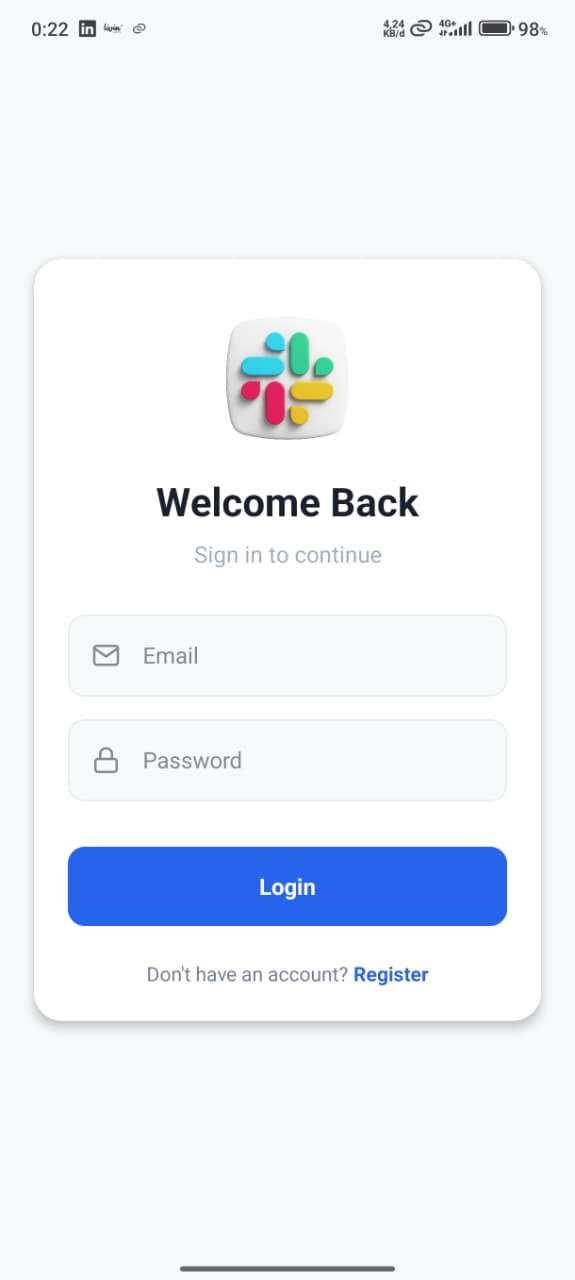 0:22 in livin' 4,24 KB/d 4G+ 98%
Welcome Back
Sign in to continue
Email
Password
Login
Don't have an account? Register